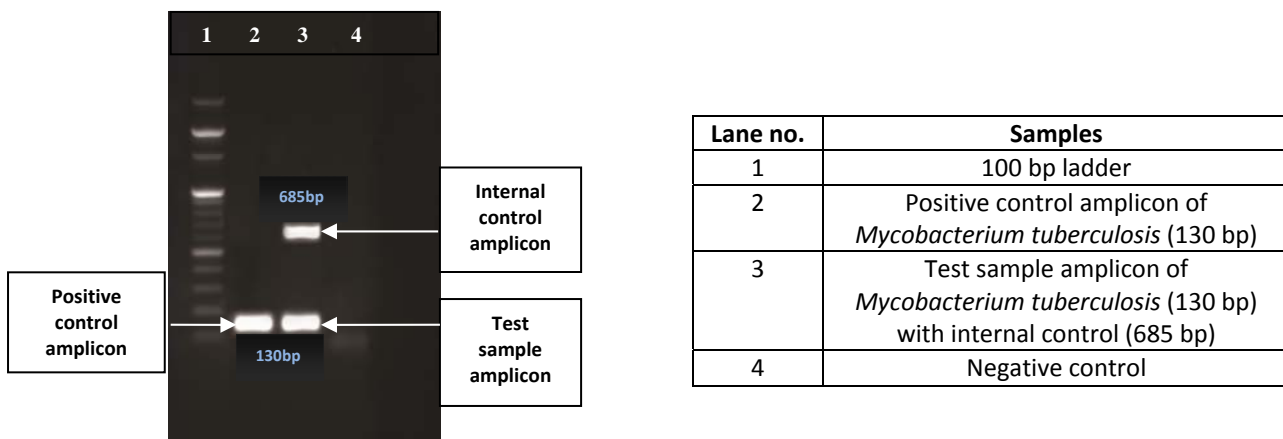 1 2 3 4
685bp
Internal
control
amplicon
Positive
control
amplicon
130bp
Test
sample
amplicon
Lane no. Samples
1 100 bp ladder
2 Positive control amplicon of
Mycobacterium tuberculosis (130 bp)
3 Test sample amplicon of
Mycobacterium tuberculosis (130 bp)
with internal control (685 bp)
4 Negative control